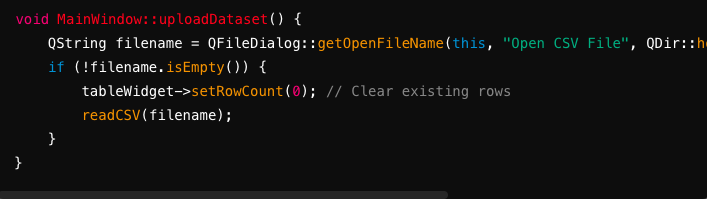 void MainWindow::uploadDataset() {
    QString filename = QFileDialog::getOpenFileName(this, "Open CSV File", QDir::
    if (!filename.isEmpty()) {
        tableWidget->setRowCount(0); // Clear existing rows
        readCSV(filename);
    }
}